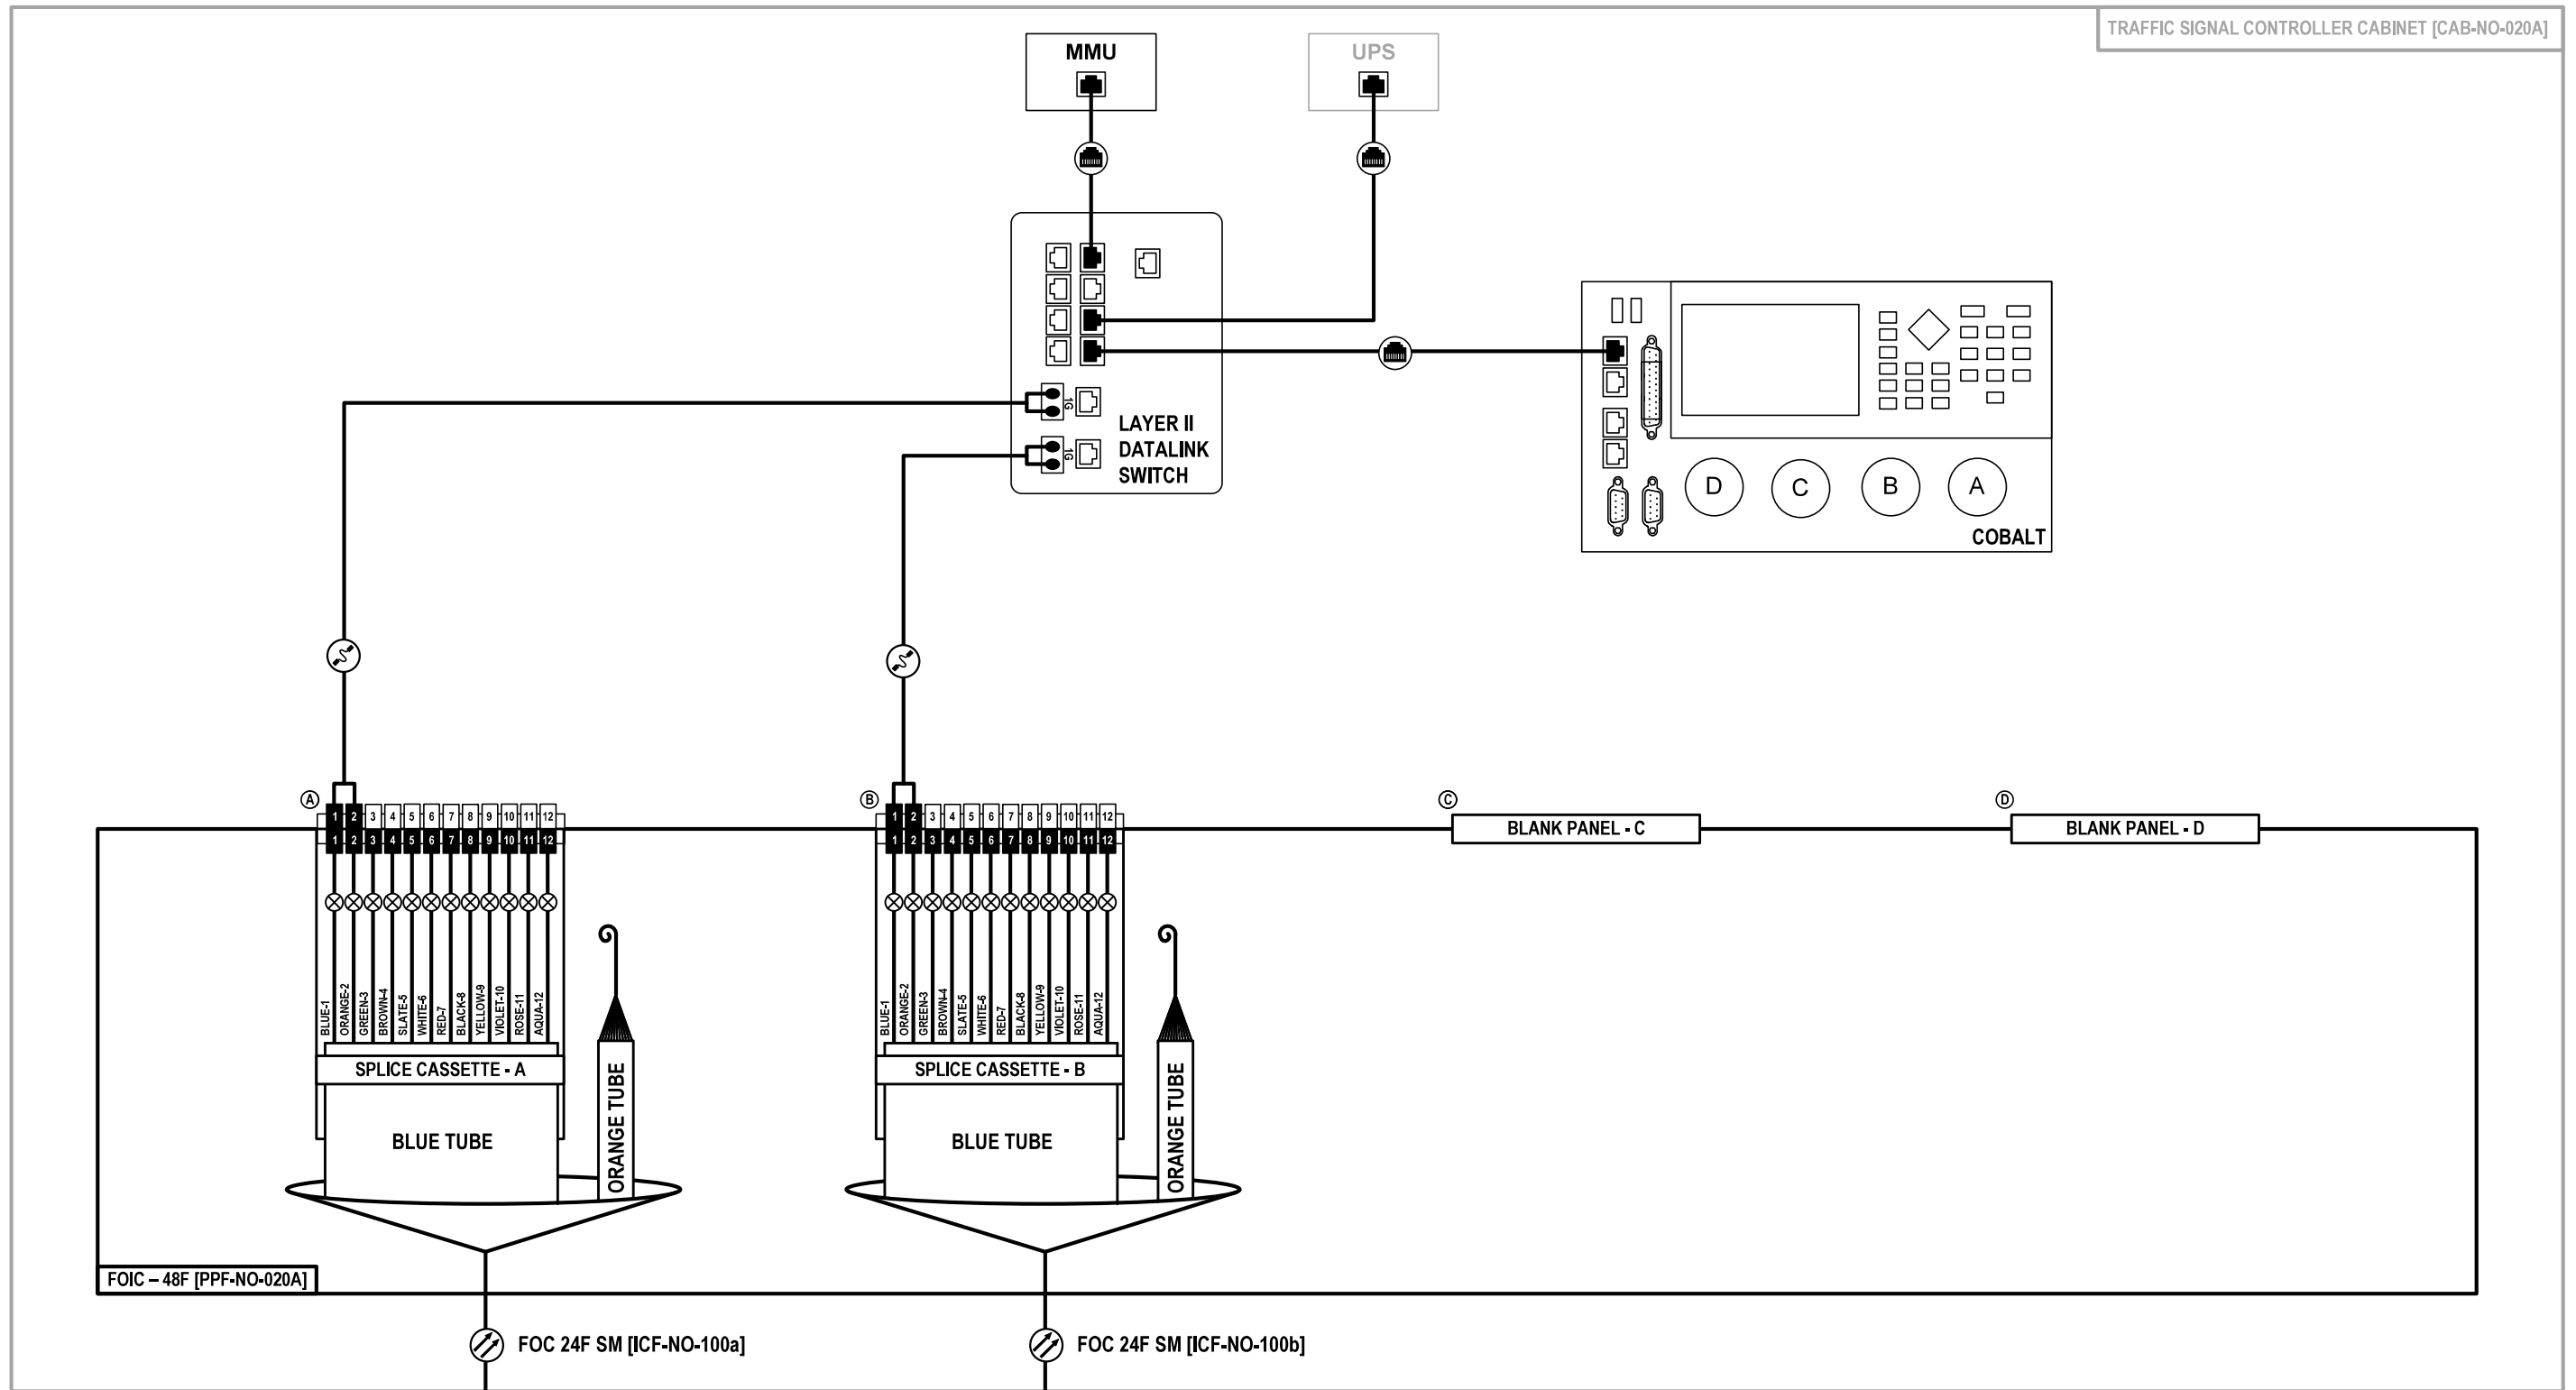 TRAFFIC SIGNAL CONTROLLER CABINET [CAB-NO-020A]
MMU
UPS
1G
1G
LAYER II
DATALINK
SWITCH
D
C
B
A
COBALT
A
1 2 3 4 5 6 7 8 9 10 11 12
1 2 3 4 5 6 7 8 9 10 11 12
BLUE-1
ORANGE-2
GREEN-3
BROWN-4
SLATE-5
WHITE-6
RED-7
BLACK-8
YELLOW-9
VIOLET-10
ROSE-11
AQUA-12
SPLICE CASSETTE - A
BLUE TUBE
ORANGE TUBE
B
1 2 3 4 5 6 7 8 9 10 11 12
1 2 3 4 5 6 7 8 9 10 11 12
BLUE-1
ORANGE-2
GREEN-3
BROWN-4
SLATE-5
WHITE-6
RED-7
BLACK-8
YELLOW-9
VIOLET-10
ROSE-11
AQUA-12
SPLICE CASSETTE - B
BLUE TUBE
ORANGE TUBE
C
BLANK PANEL - C
D
BLANK PANEL - D
FOIC – 48F [PPF-NO-020A]
FOC 24F SM [ICF-NO-100a]
FOC 24F SM [ICF-NO-100b]